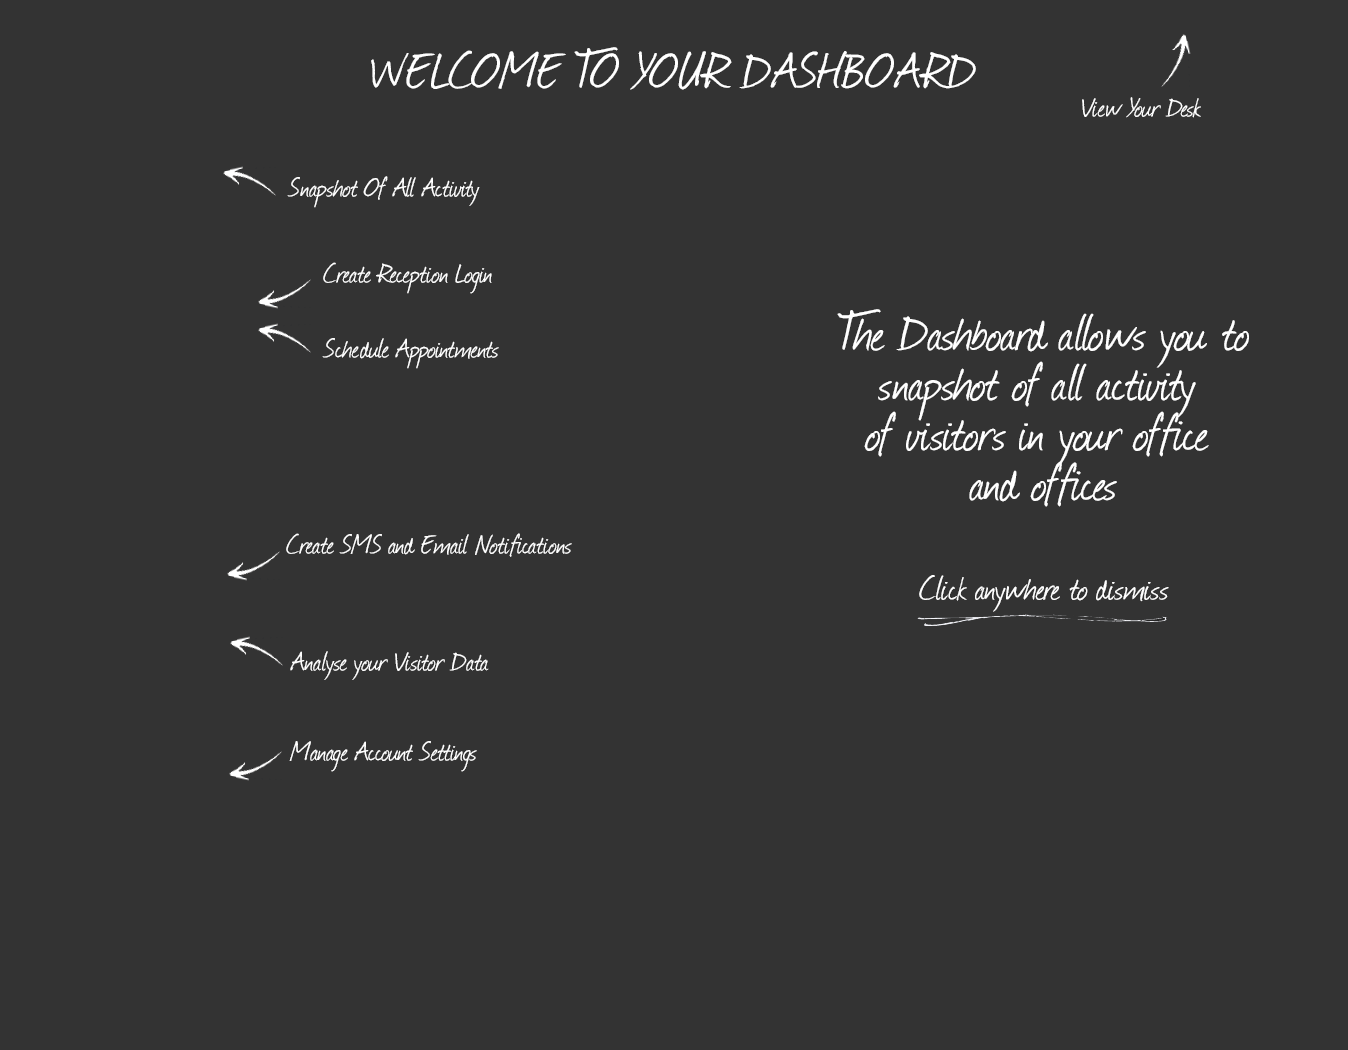 WELCOME TO YOUR DASHBOARD
View Your Desk
Snapshot Of All Activity
Create Reception Login
Schedule Appointments
The Dashboard allows you to
snapshot of all activity
of visitors in your office
and offices
Create SMS and Email Notifications
Click anywhere to dismiss
Analyse your Visitor Data
Manage Account Settings